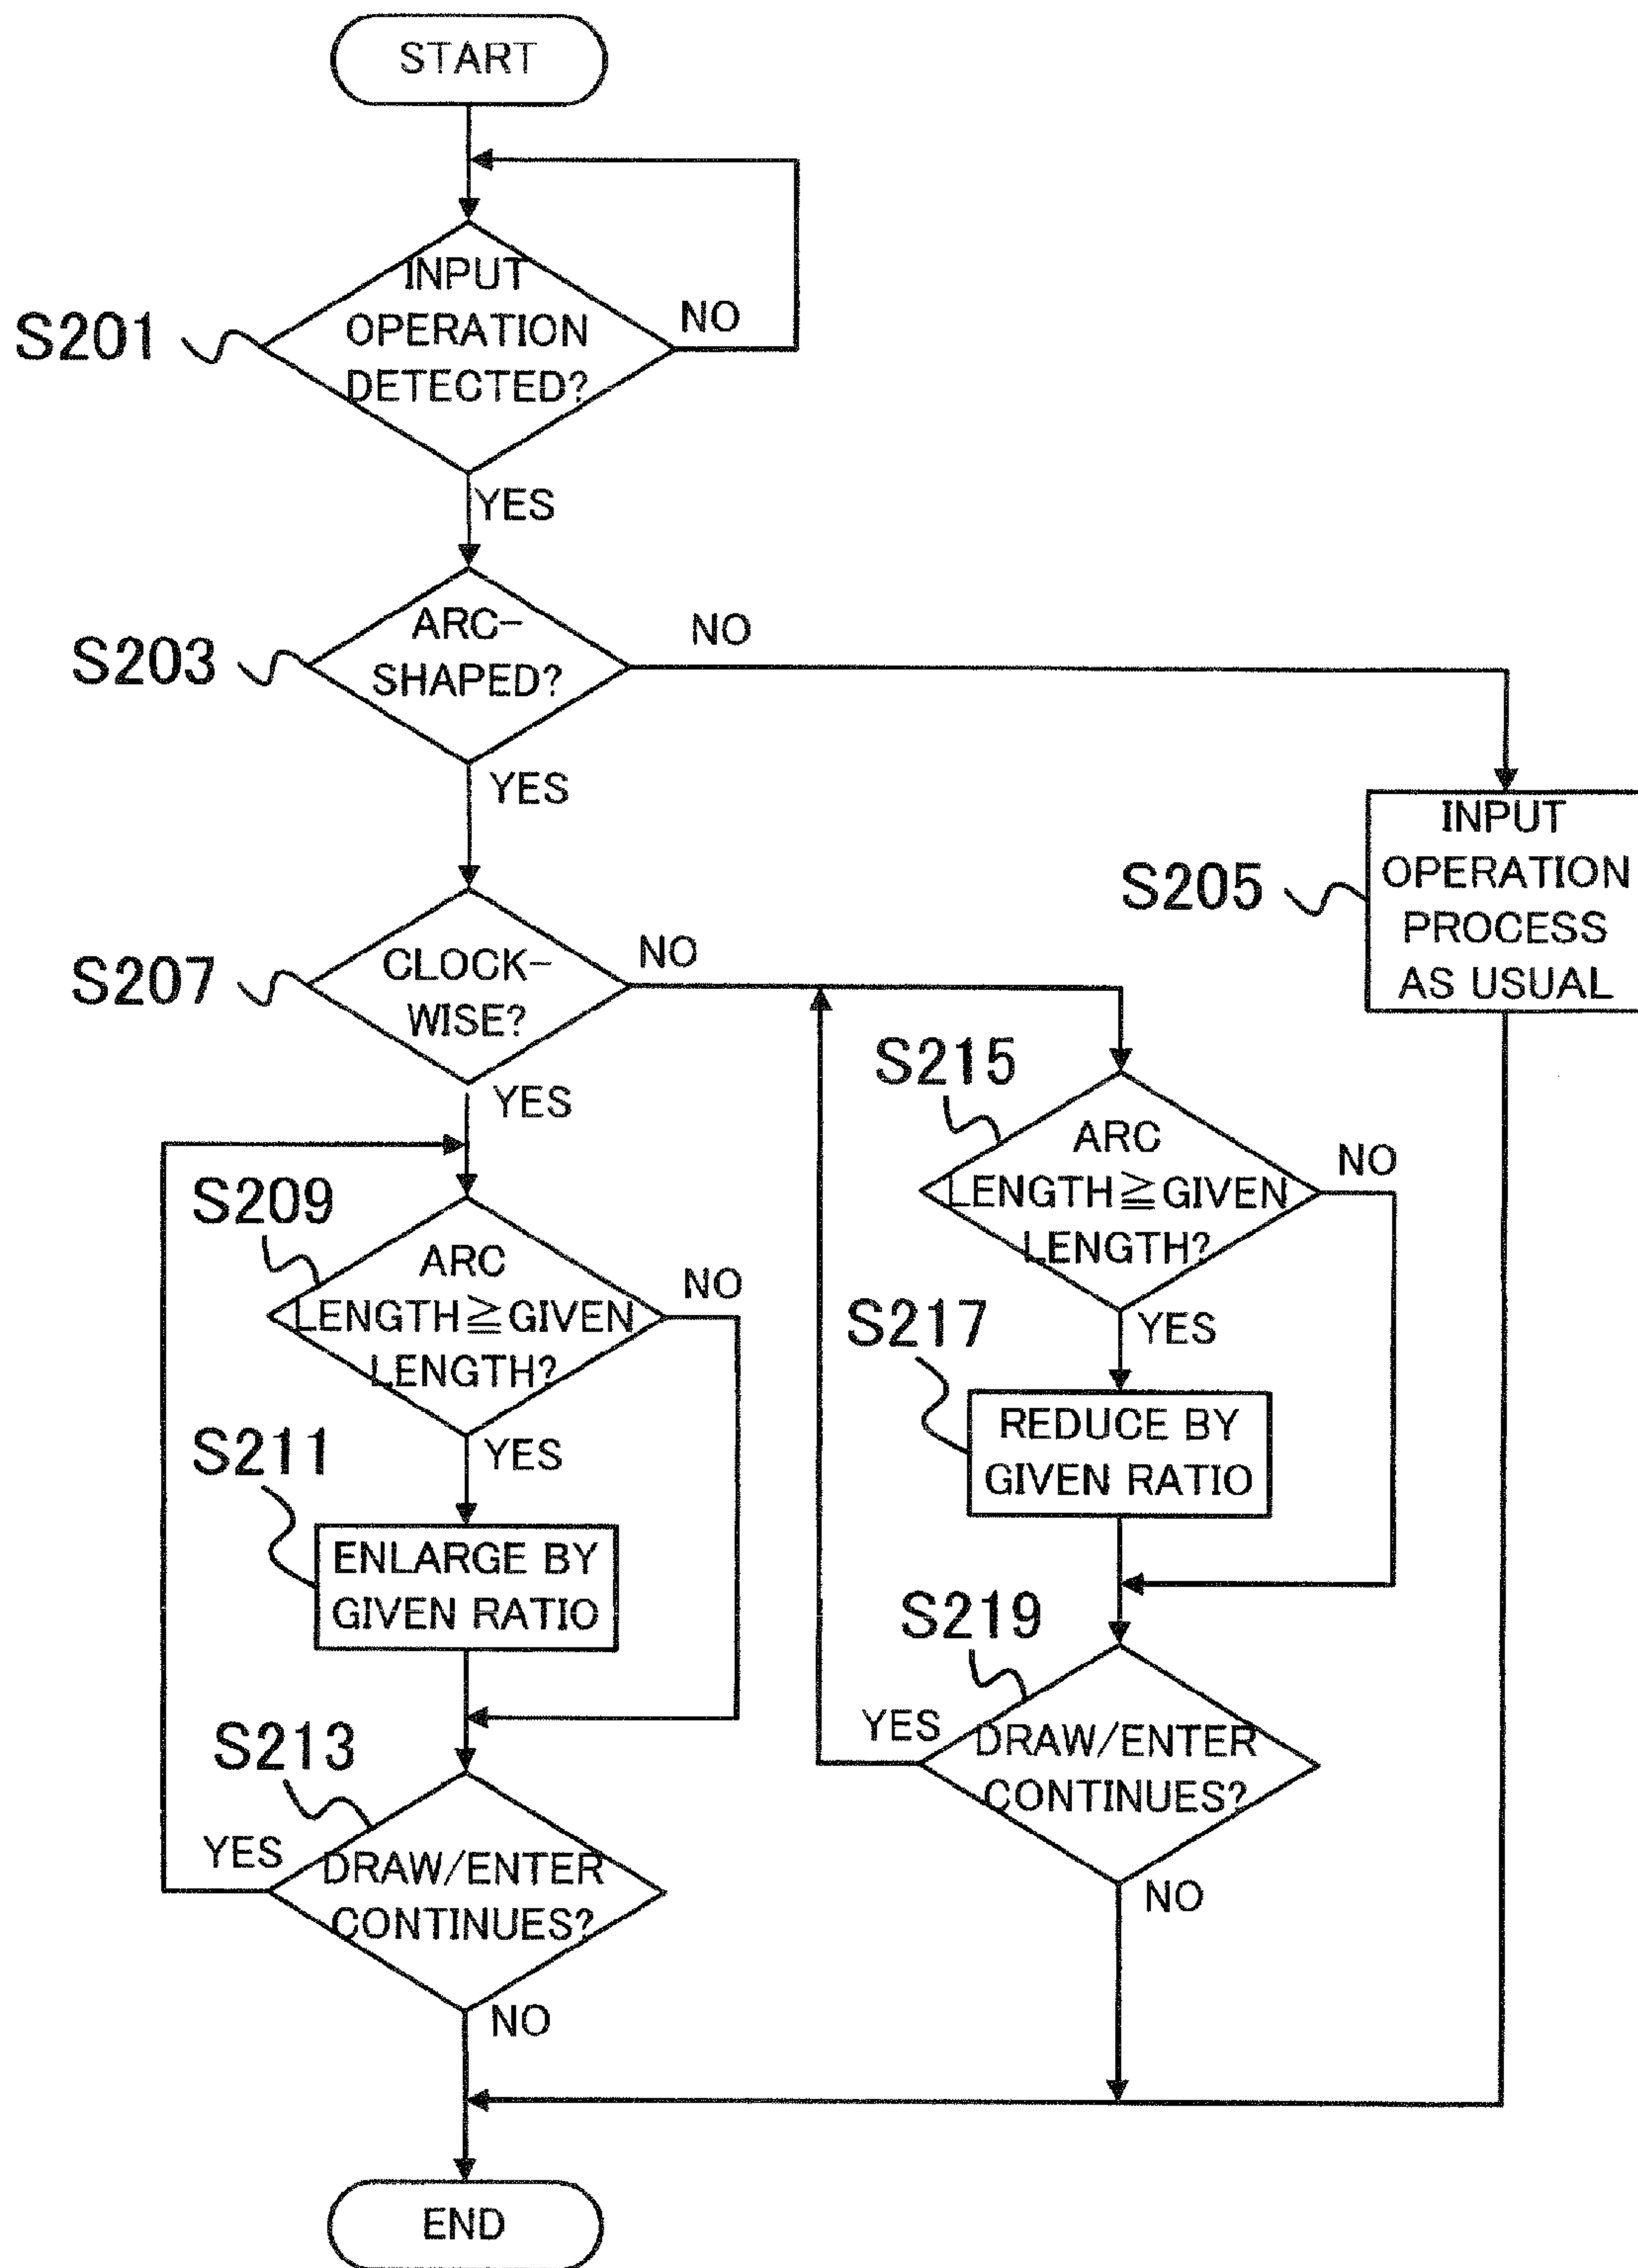 START
INPUT
OPERATION
DETECTED?
NO
S201
YES
ARC-
SHAPED?
NO
S203
YES
INPUT
OPERATION
PROCESS
AS USUAL
S205
CLOCK-
WISE?
NO
S207
YES
S215
ARC
LENGTH≧GIVEN
LENGTH?
NO
YES
S209
ARC
LENGTH≧GIVEN
LENGTH?
NO
YES
S217
REDUCE BY
GIVEN RATIO
S211
ENLARGE BY
GIVEN RATIO
S219
YES
DRAW/ENTER
CONTINUES?
NO
S213
YES
DRAW/ENTER
CONTINUES?
NO
END